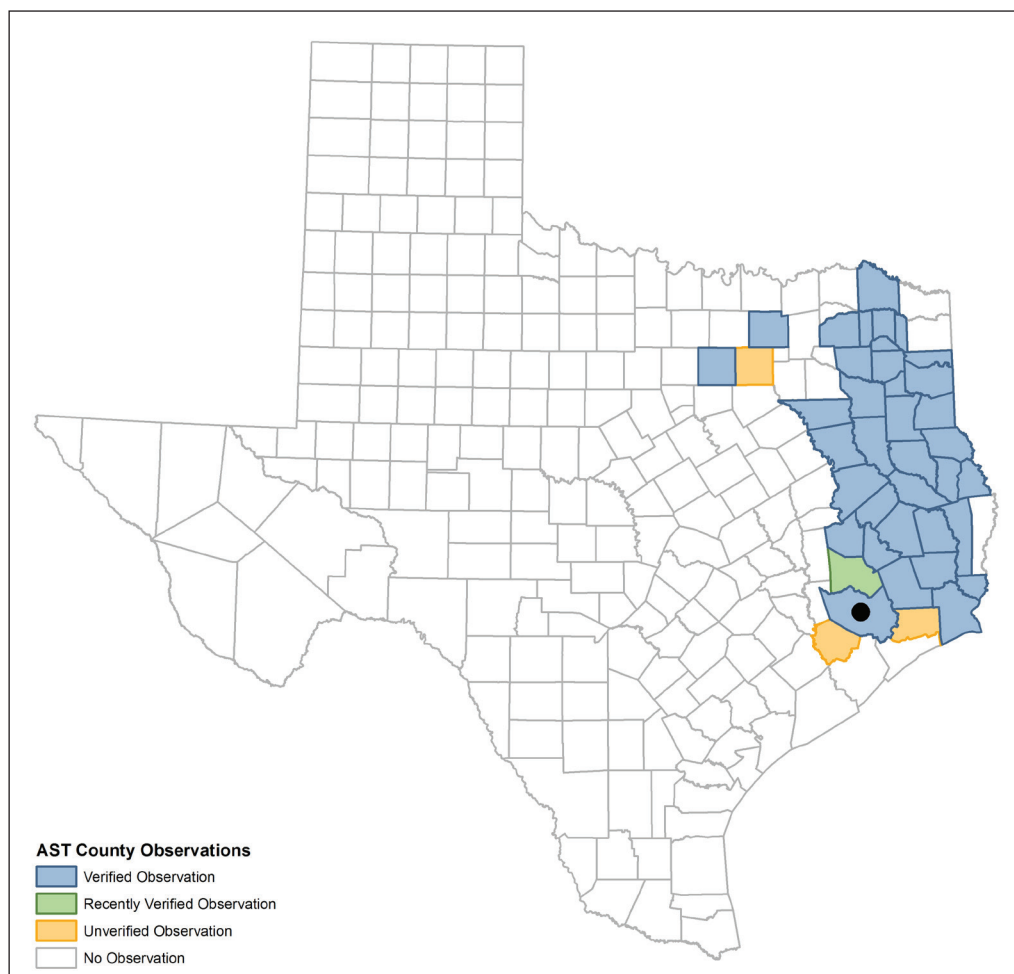 AST County Observations
Verified Observation
Recently Verified Observation
Unverified Observation
No Observation